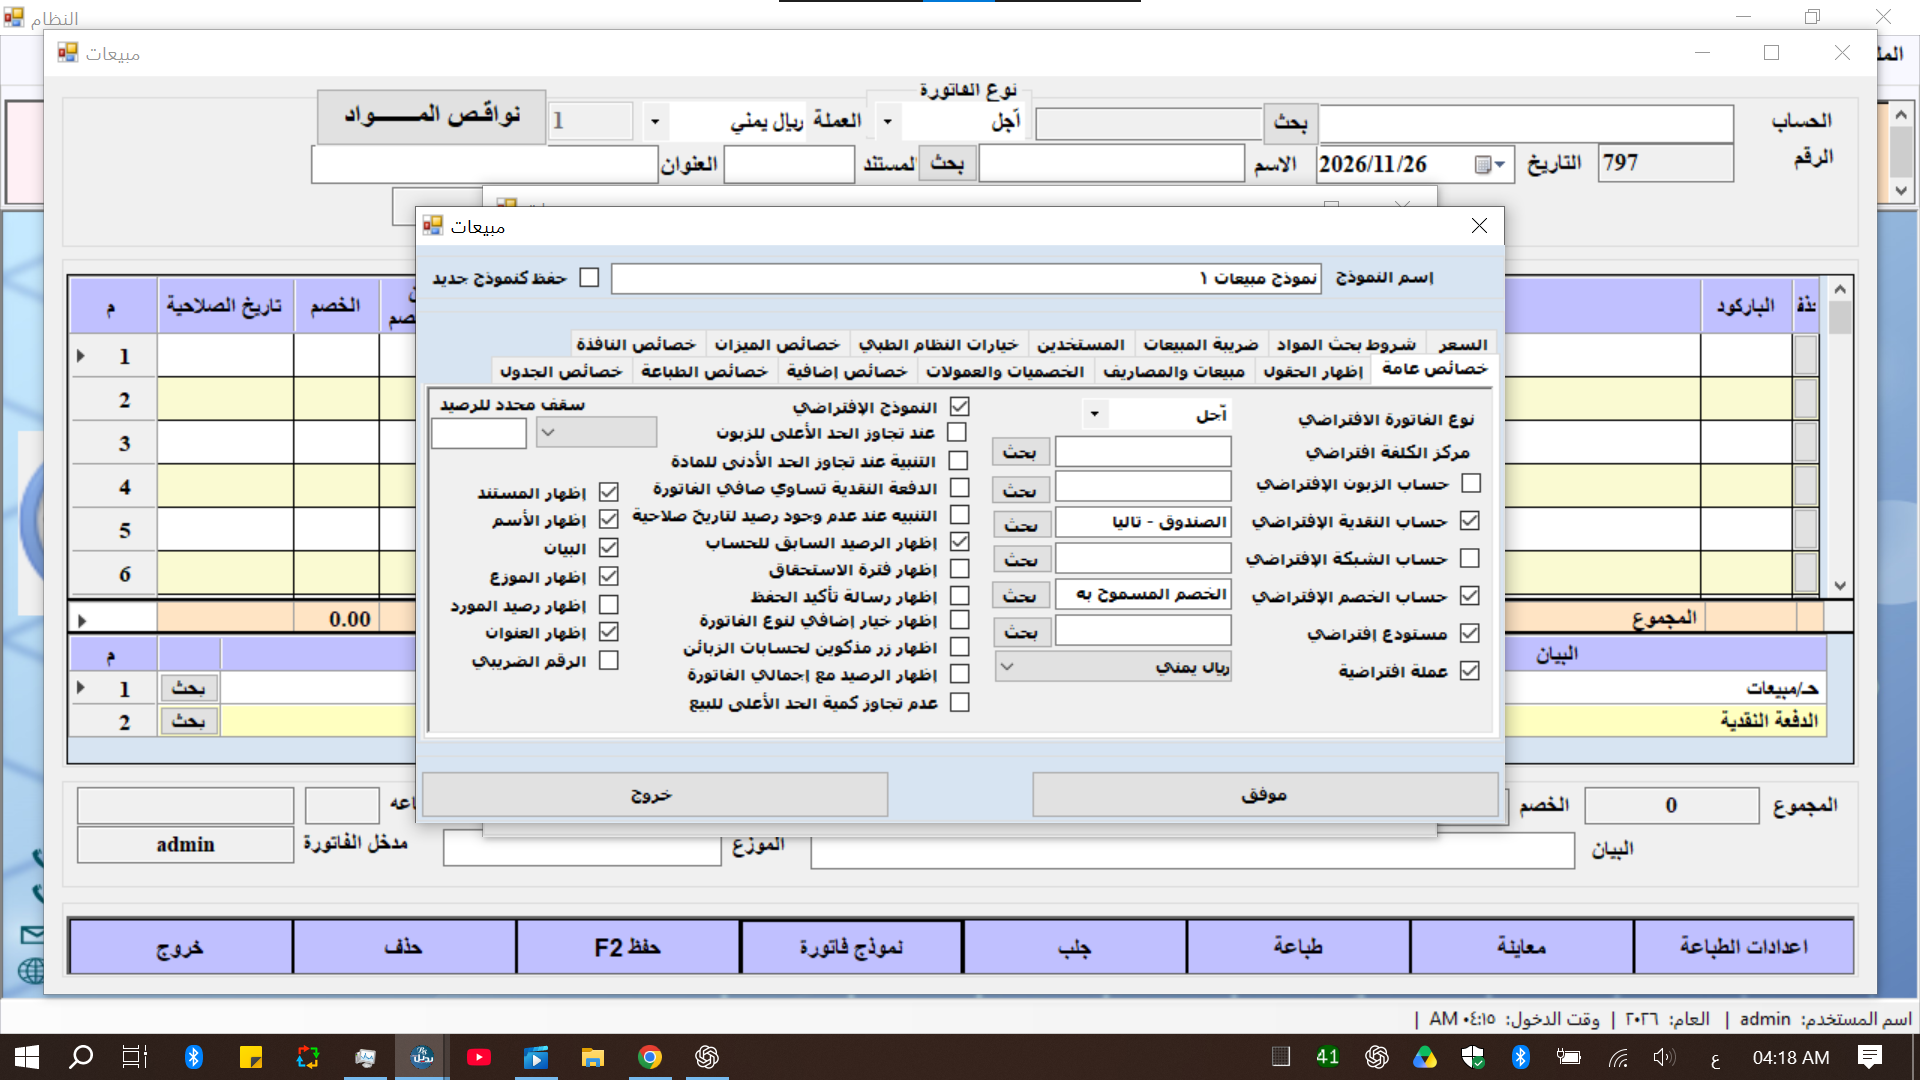 النظام
مبيعات
نوع الفاتورة
الحساب
بحث
آجل
العملة
ريال يمني
1
نواقـص المـــــواد
الرقم
797
التاريخ
2026/11/26
الاسم
بحث
المستند
العنوان
مبيعات
إسم النموذج
نموذج مبيعات ١
حفظ كنموذج جديد
السعر
شروط بحث المواد
ضريبة المبيعات
المستخدين
خيارات النظام الطبي
خصائص الميزان
خصائص النافذة
خصائص عامة
إظهار الحقول
مبيعات والمصاريف
الخصميات والعمولات
خصائص إضافية
خصائص الطباعة
خصائص الجدول
نوع الفاتورة الافتراضي
آجل
مركز الكلفة افتراضي
بحث
حساب الزبون الإفتراضي
بحث
حساب النقدية الإفتراضي
الصندوق - تاليا
بحث
حساب الشبكة الإفتراضي
بحث
حساب الخصم الإفتراضي
الخصم المسموح به
بحث
مستودع إفتراضي
بحث
عملة افتراضية
ريال يمني
النموذج الإفتراضي
عند تجاوز الحد الأعلى للزبون
التنبية عند تجاوز الحد الأدنى للمادة
الدفعة النقدية تساوي صافي الفاتورة
التنبيه عند عدم وجود رصيد لتاريخ صلاحية
إظهار الرصيد السابق للحساب
إظهار فترة الاستحقاق
إظهار رسالة تأكيد الحفظ
إظهار خيار إضافي لنوع الفاتورة
اظهار زر مذكوين لحسابات الزبائن
إظهار الرصيد مع إجمالي الفاتورة
عدم تجاوز كمية الحد الأعلى للبيع
سقف محدد للرصيد
إظهار المستند
إظهار الأسم
البيان
إظهار الموزع
إظهار رصيد المورد
إظهار العنوان
الرقم الضريبي
موفق
خروج
الباركود
الخصم
تاريخ الصلاحية
م
1
2
3
4
5
6
المجموع
0.00
البيان
م
حـ/مبيعات
بحث
1
الدفعة النقدية
بحث
2
المجموع
0
الخصم
البيان
الموزع
مدخل الفاتورة
admin
اعدادات الطباعة
معاينة
طباعة
جلب
نموذج فاتورة
حفظ F2
حذف
خروج
اسم المستخدم: admin | العام: ٢٠٢٦ | وقت الدخول: ٠٤:١٥ AM |
41
ع
04:18 AM